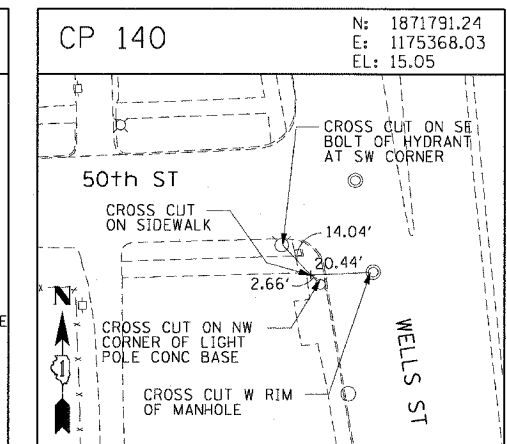 CP 140
N: 1871791.24
E: 1175368.03
EL: 15.05
CROSS CUT ON SE
BOLT OF HYDRANT
AT SW CORNER
50th ST
CROSS CUT
ON SIDEWALK
14.04'
20.44'
2.66'
N
1
E
CROSS CUT ON NW
CORNER OF LIGHT
POLE CONC BASE
WELLS ST
CROSS CUT W RIM
OF MANHOLE